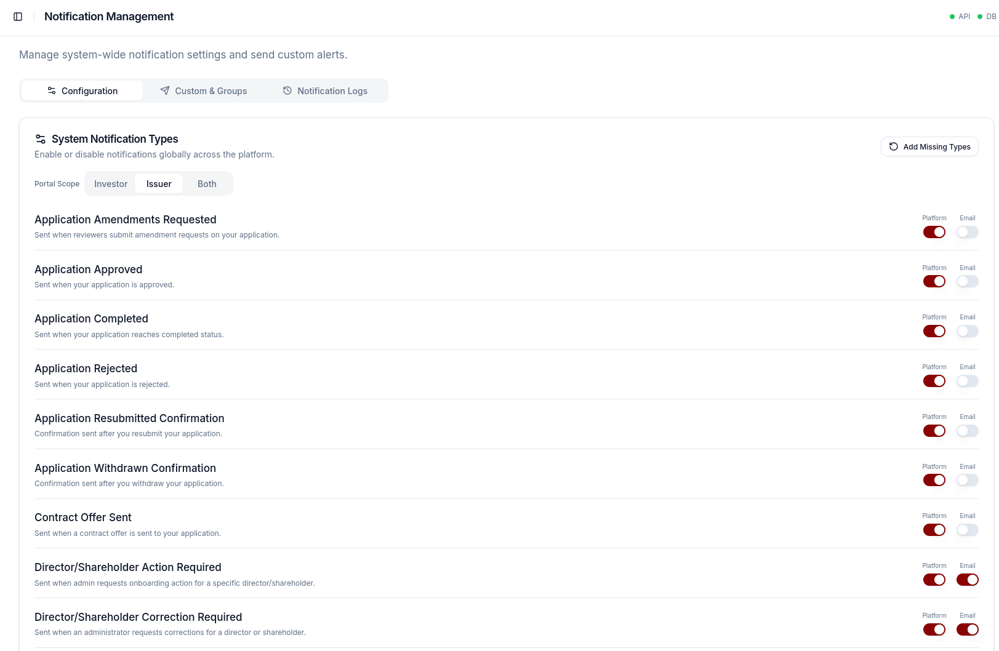 Notification Management
API
DB
Manage system-wide notification settings and send custom alerts.
Configuration
Custom & Groups
Notification Logs
System Notification Types
Enable or disable notifications globally across the platform.
Add Missing Types
Portal Scope
Investor
Issuer
Both
Application Amendments Requested
Sent when reviewers submit amendment requests on your application.
Platform
Email
Application Approved
Sent when your application is approved.
Platform
Email
Application Completed
Sent when your application reaches completed status.
Platform
Email
Application Rejected
Sent when your application is rejected.
Platform
Email
Application Resubmitted Confirmation
Confirmation sent after you resubmit your application.
Platform
Email
Application Withdrawn Confirmation
Confirmation sent after you withdraw your application.
Platform
Email
Contract Offer Sent
Sent when a contract offer is sent to your application.
Platform
Email
Director/Shareholder Action Required
Sent when admin requests onboarding action for a specific director/shareholder.
Platform
Email
Director/Shareholder Correction Required
Sent when an administrator requests corrections for a director or shareholder.
Platform
Email